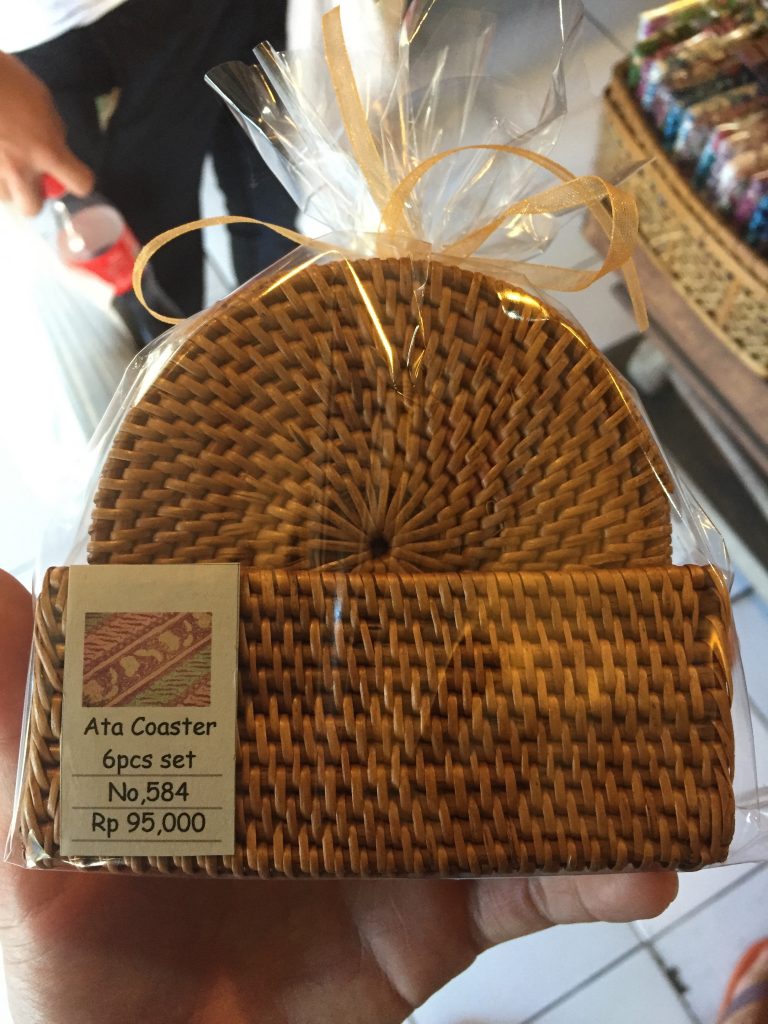 Ata Coaster
6pcs set
No,584
Rp 95,000